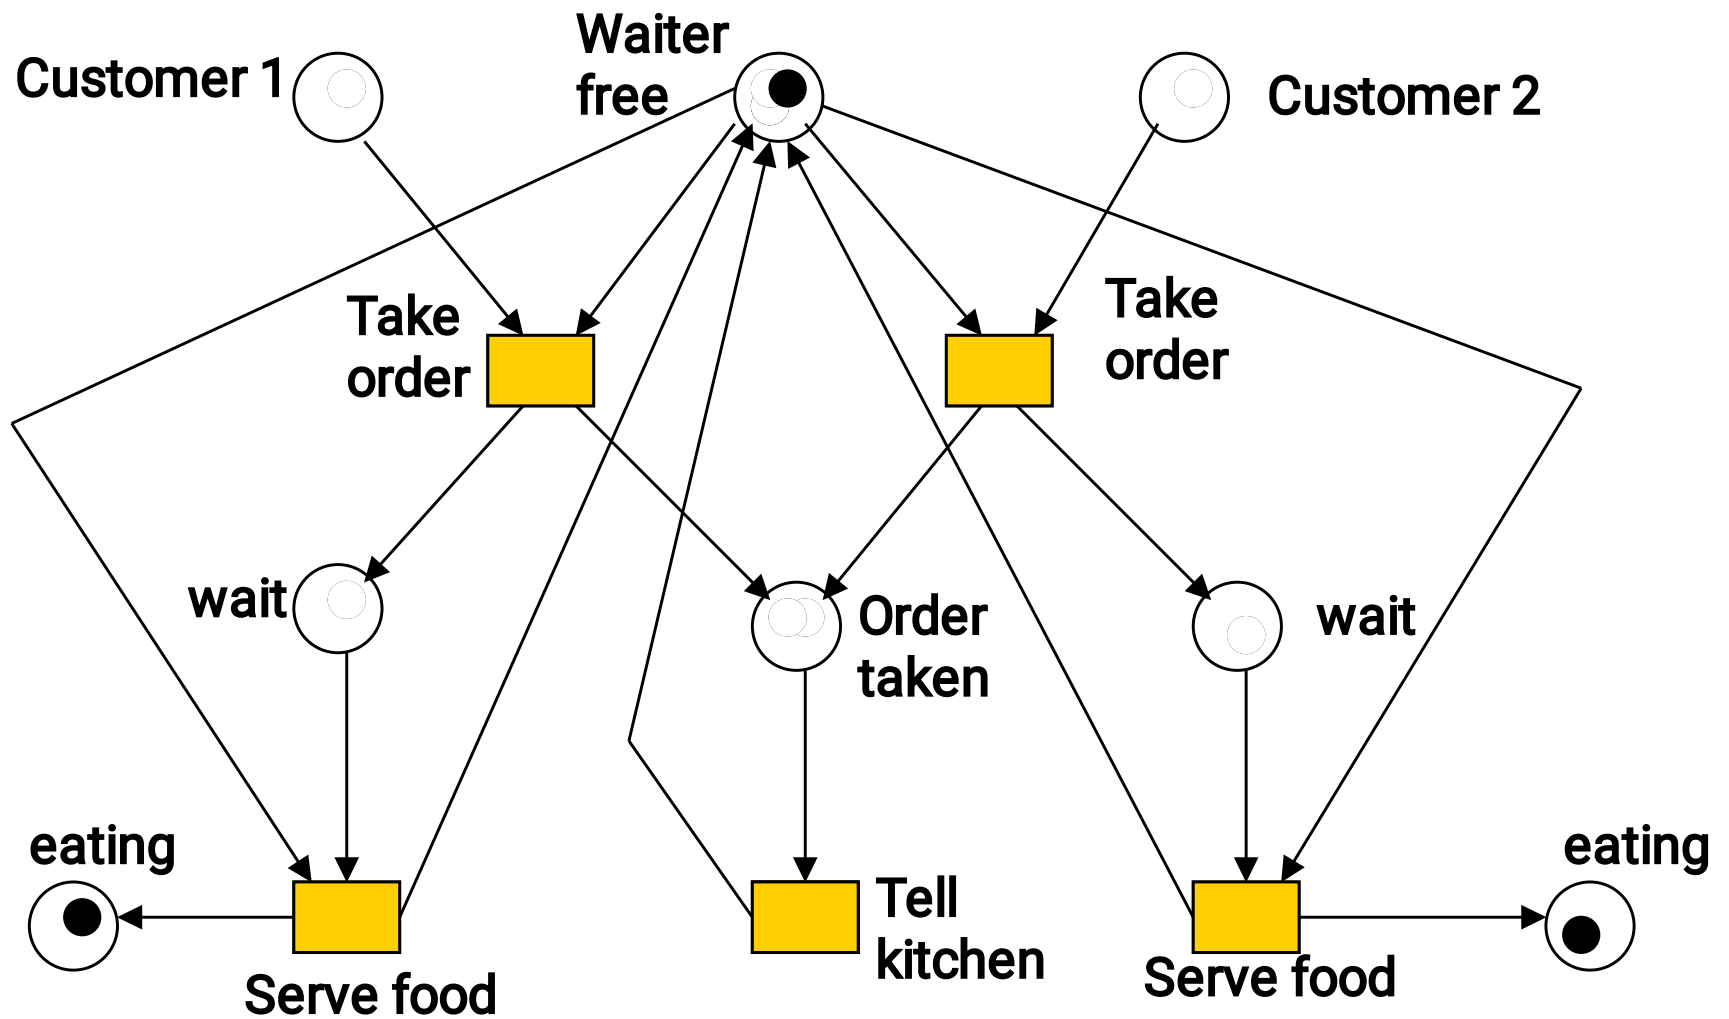 Customer 1
Waiter
free
Customer 2
Take
order
Take
order
wait
Order
taken
wait
eating
eating
Tell
kitchen
Serve food
Serve food